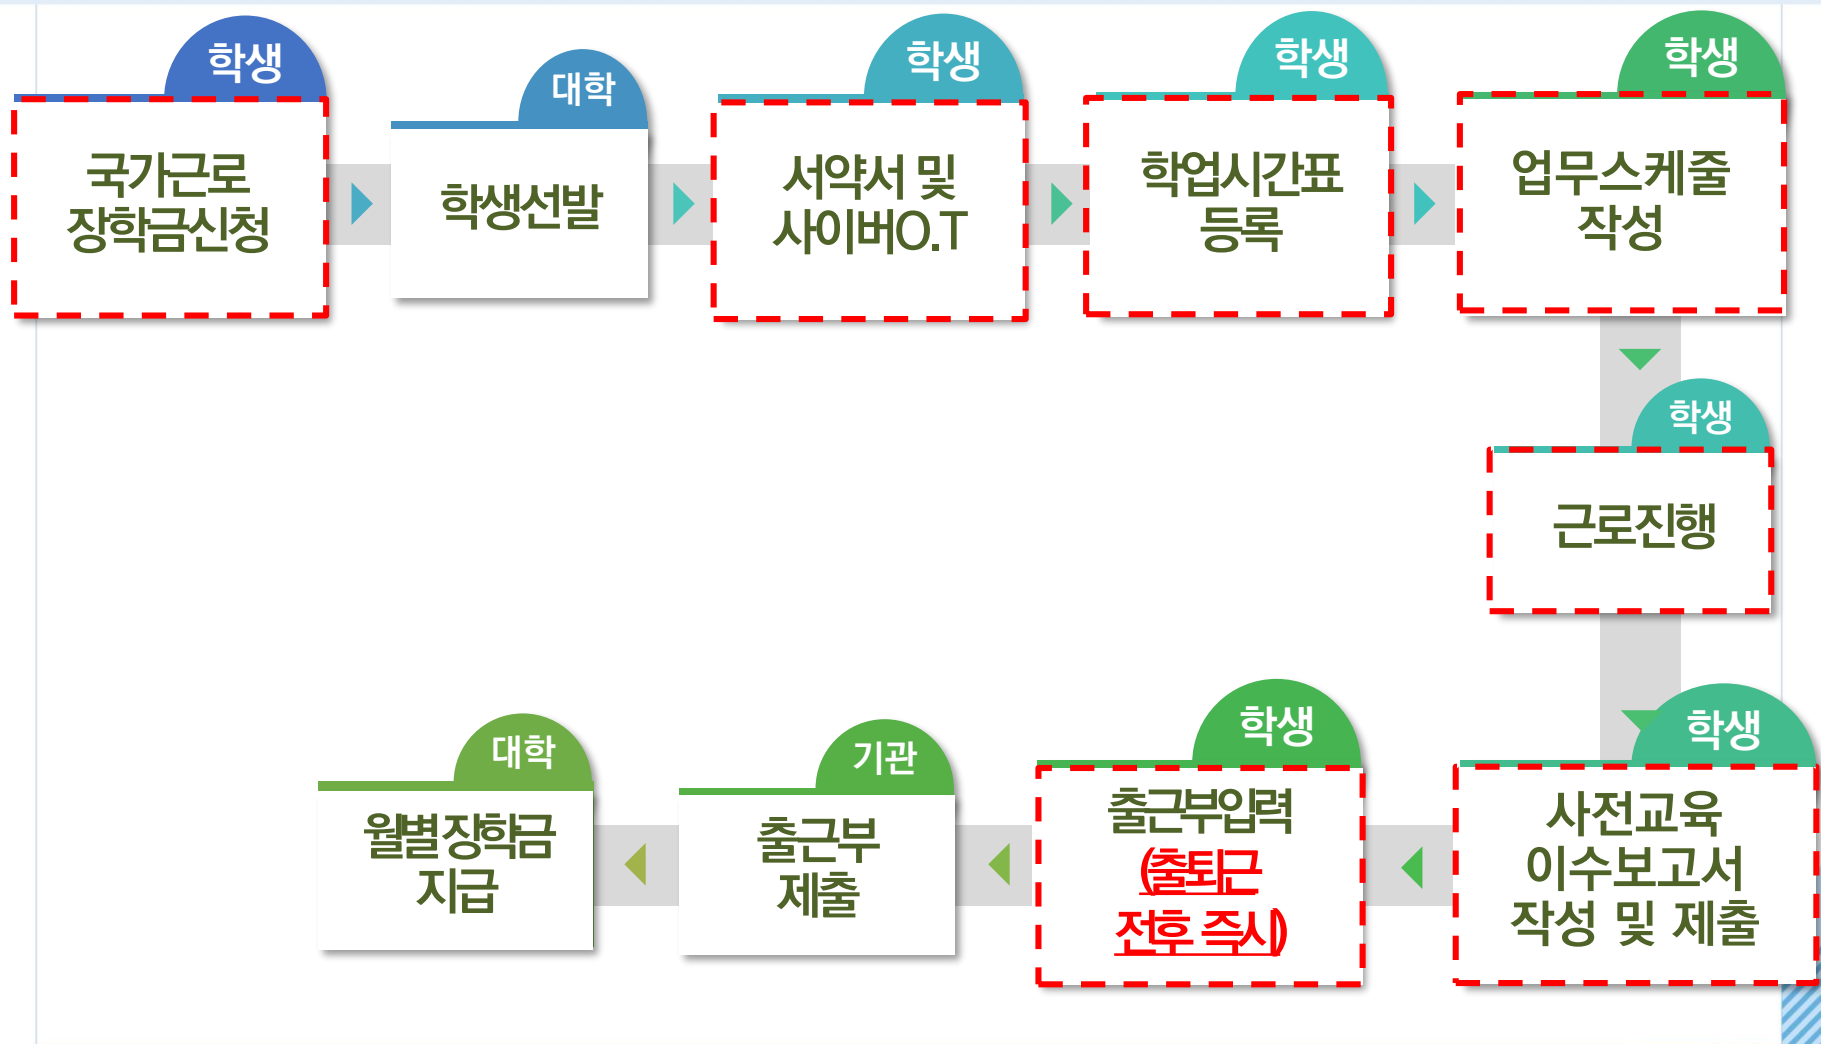 학생
국가근로
장학금신청
대학
학생선발
학생
서약서 및
사이버O.T
학생
학업시간표
등록
학생
업무스케줄
작성
학생
근로진행
학생
사전교육
이수보고서
작성 및 제출
학생
출근부입력
(출퇴근
전후 즉시)
기관
출근부
제출
대학
월별 장학금
지급